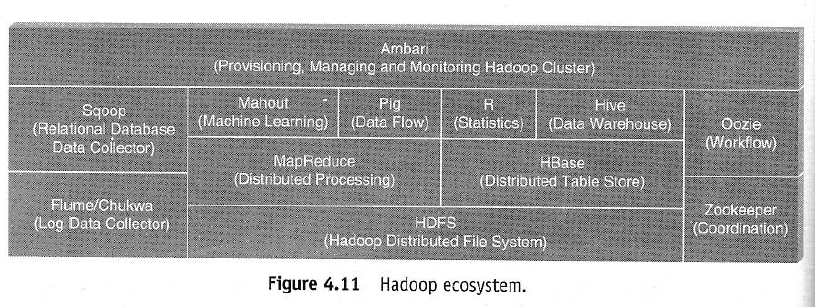 Ambari
(Provisioning, Managing and Monitoring Hadoop Cluster)
Sqoop
(Relational Database
Data Collector)
Mahout
(Machine Learning)
Pig
(Data Flow)
R
(Statistics)
Hive
(Data Warehouse)
Oozie
(Workflow)
MapReduce
(Distributed Processing)
HBase
(Distributed Table Store)
Flume/Chukwa
(Log Data Collector)
HDFS
(Hadoop Distributed File System)
Zookeeper
(Coordination)
Figure 4.11 Hadoop ecosystem.